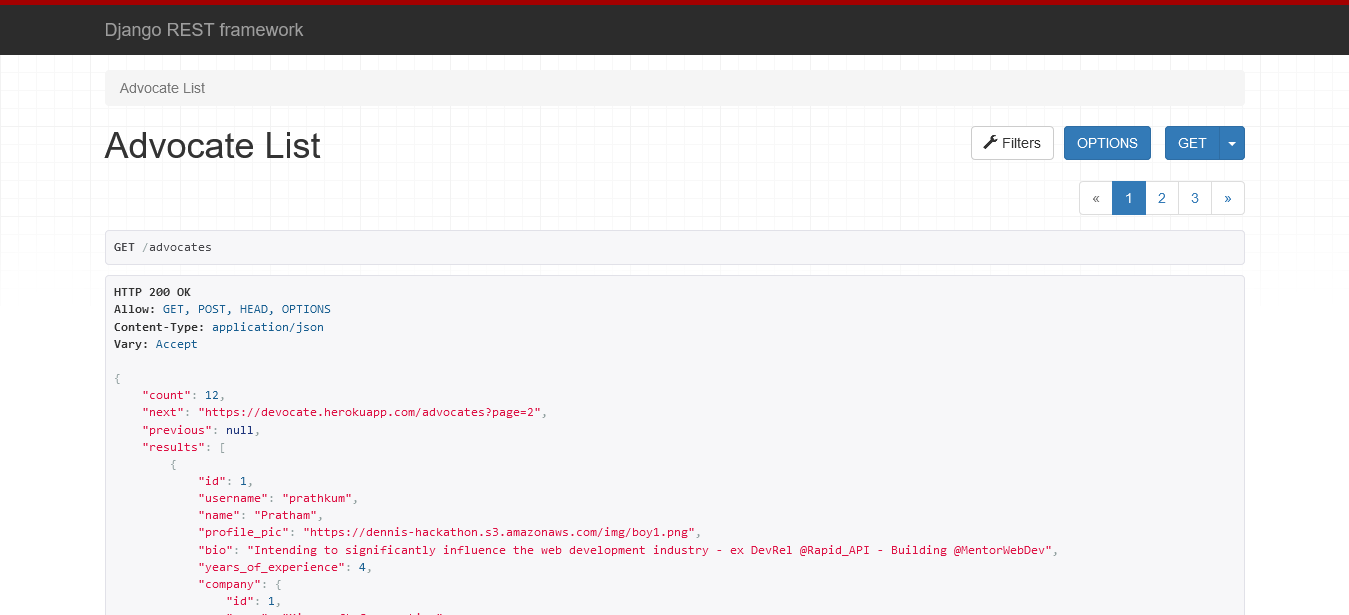 Django REST framework
Advocate List
Advocate List
Filters
OPTIONS
GET
« 1 2 3 »
GET /advocates
HTTP 200 OK
Allow: GET, POST, HEAD, OPTIONS
Content-Type: application/json
Vary: Accept
{
"count": 12,
"next": "https://devocate.herokuapp.com/advocates?page=2",
"previous": null,
"results": [
{
"id": 1,
"username": "prathkum",
"name": "Pratham",
"profile_pic": "https://dennis-hackathon.s3.amazonaws.com/img/boy1.png",
"bio": "Intending to significantly influence the web development industry - ex DevRel @Rapid_API - Building @MentorWebDev",
"years_of_experience": 4,
"company": {
"id": 1,